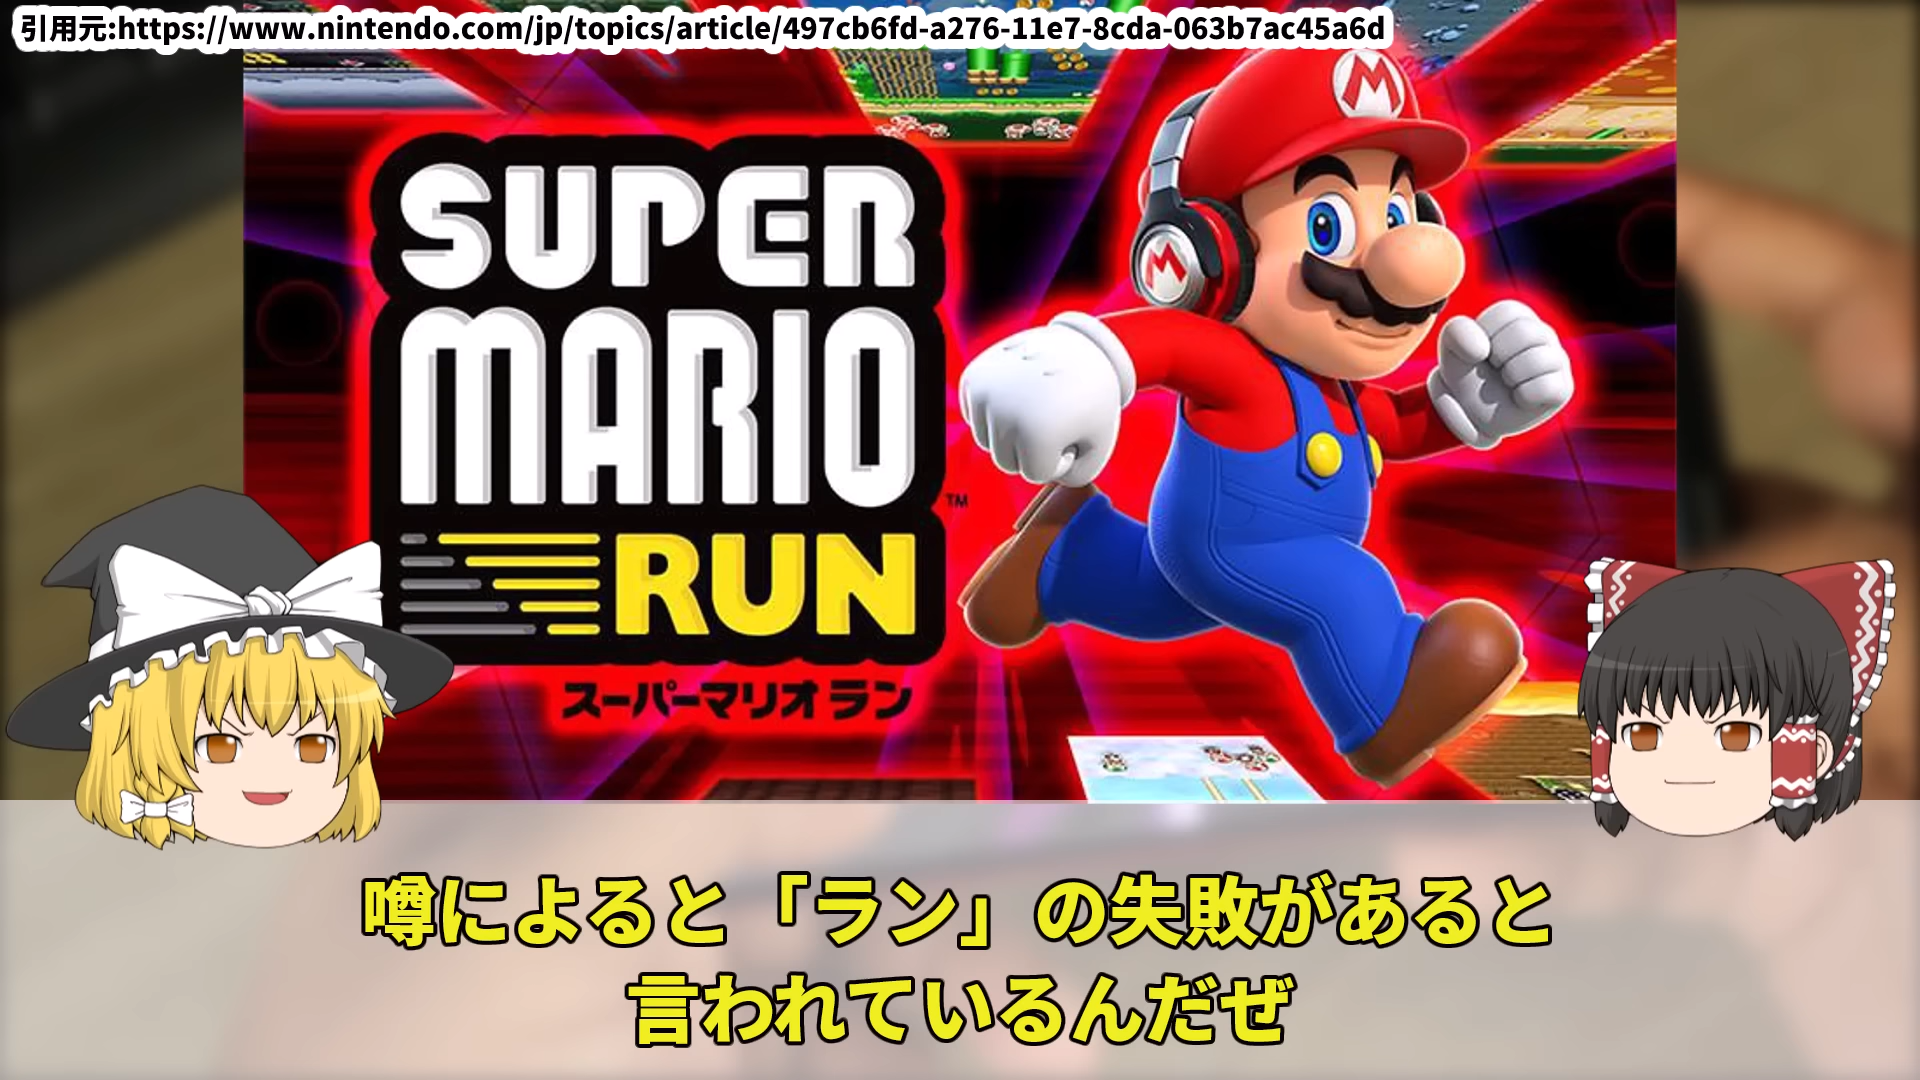 引用元:https://www.nintendo.com/jp/topics/article/497cb6fd-a276-11e7-8cda-063b7ac45a6d
SUPER
MARIO
TM
RUN
スーパーマリオ ラン
噂によると「ラン」の失敗があると
言われているんだぜ